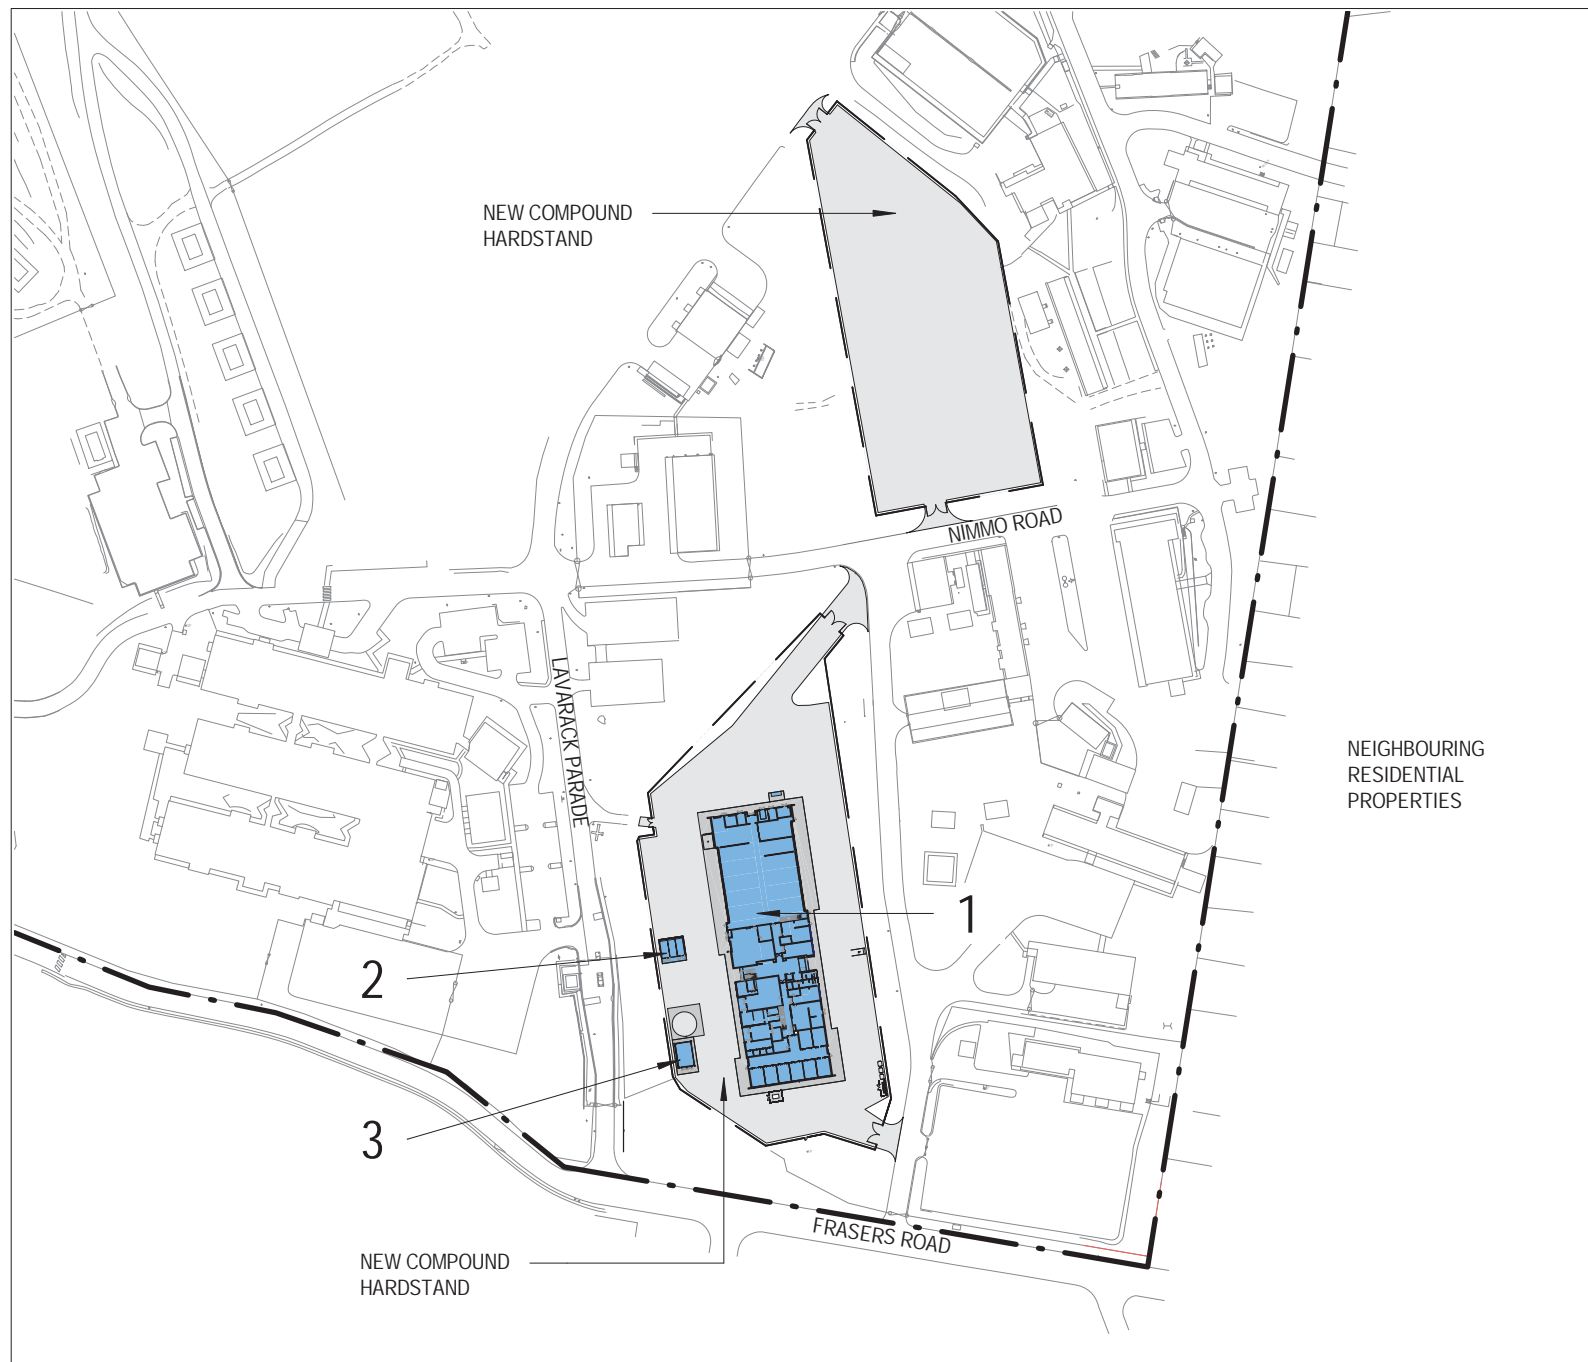 NEW COMPOUND
HARDSTAND
NIMMO ROAD
LAVARACK PARADE
NEIGHBOURING
RESIDENTIAL
PROPERTIES
1
2
3
FRASERS ROAD
NEW COMPOUND
HARDSTAND